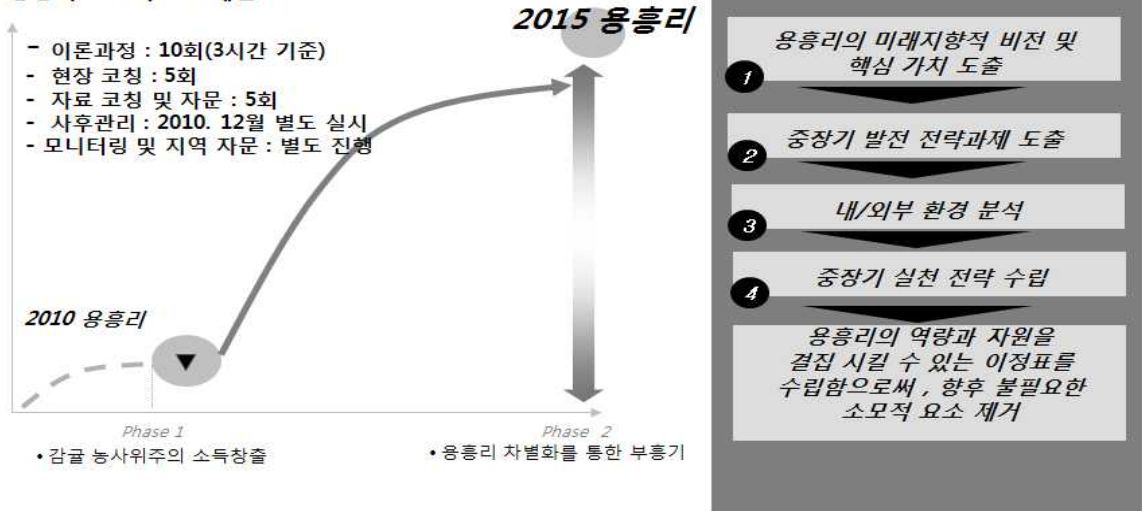 2015 용흥리
- 이론과정 : 10회(3시간 기준)
- 현장 코칭 : 5회
- 자료 코칭 및 자문 : 5회
- 사후관리 : 2010. 12월 별도 실시
- 모니터링 및 지역 자문 : 별도 진행
2010 용흥리
Phase 1
Phase 2
• 감귤 농사위주의 소득창출
• 용흥리 차별화를 통한 부흥기
1
용흥리의 미래지향적 비전 및
핵심 가치 도출
2
중장기 발전 전략과제 도출
3
내/외부 환경 분석
4
중장기 실천 전략 수립
용흥리의 역량과 자원을
결집 시킬 수 있는 이정표를
수립함으로써 , 향후 불필요한
소모적 요소 제거